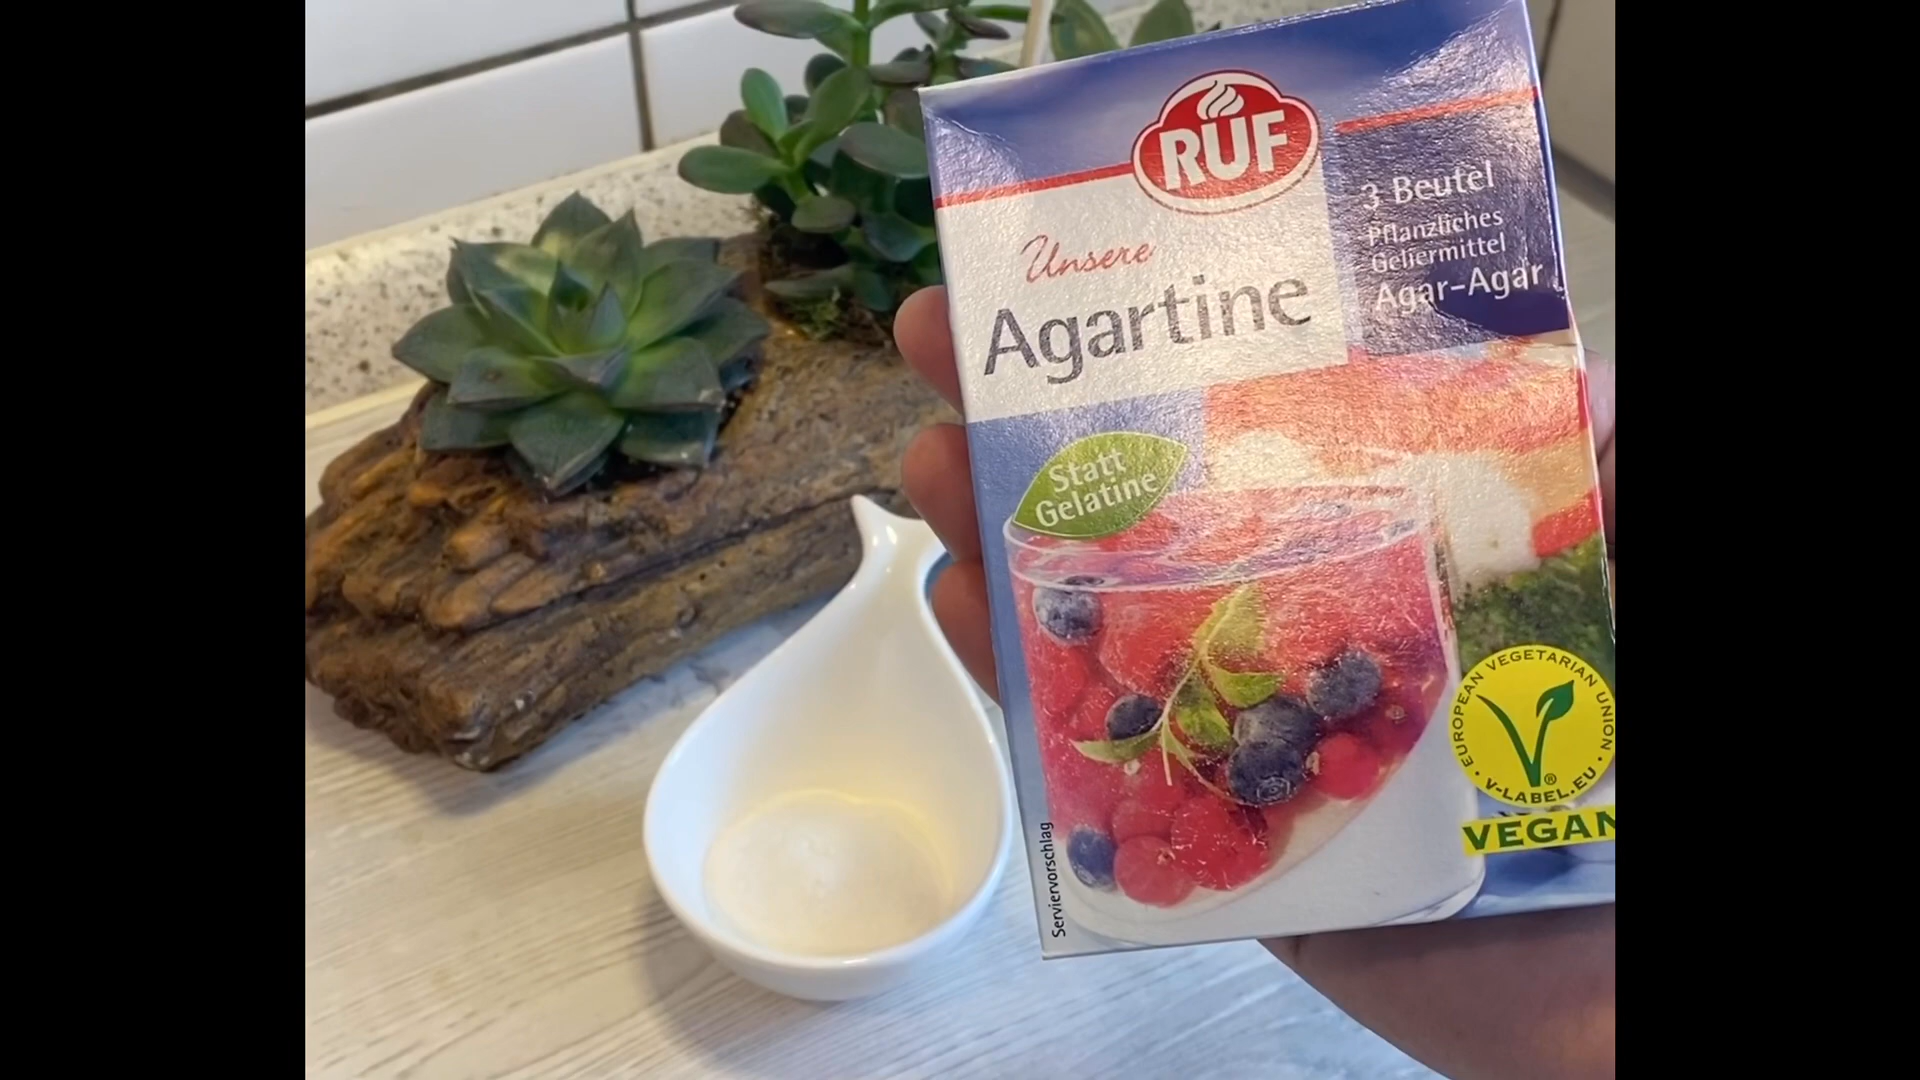 RUF
Unsere
Agartine
3 Beutel
Pflanzliches
Geliermittel
Agar-Agar
Statt
Gelatine
Serviervorschlag
EUROPEAN VEGETARIAN UNION
V-LABEL.EU
®
VEGAN